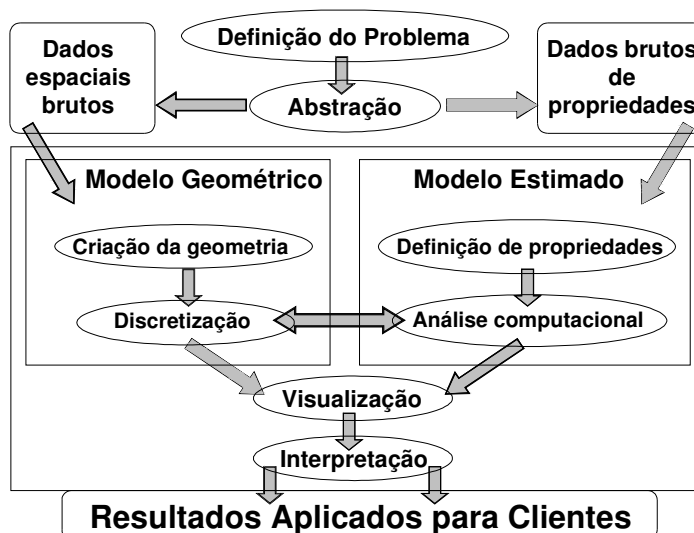 Definição do Problema
Abstração
Dados
espaciais
brutos
Dados brutos
de
propriedades
Modelo Geométrico
Criação da geometria
Discretização
Modelo Estimado
Definição de propriedades
Análise computacional
Visualização
Interpretação
Resultados Aplicados para Clientes